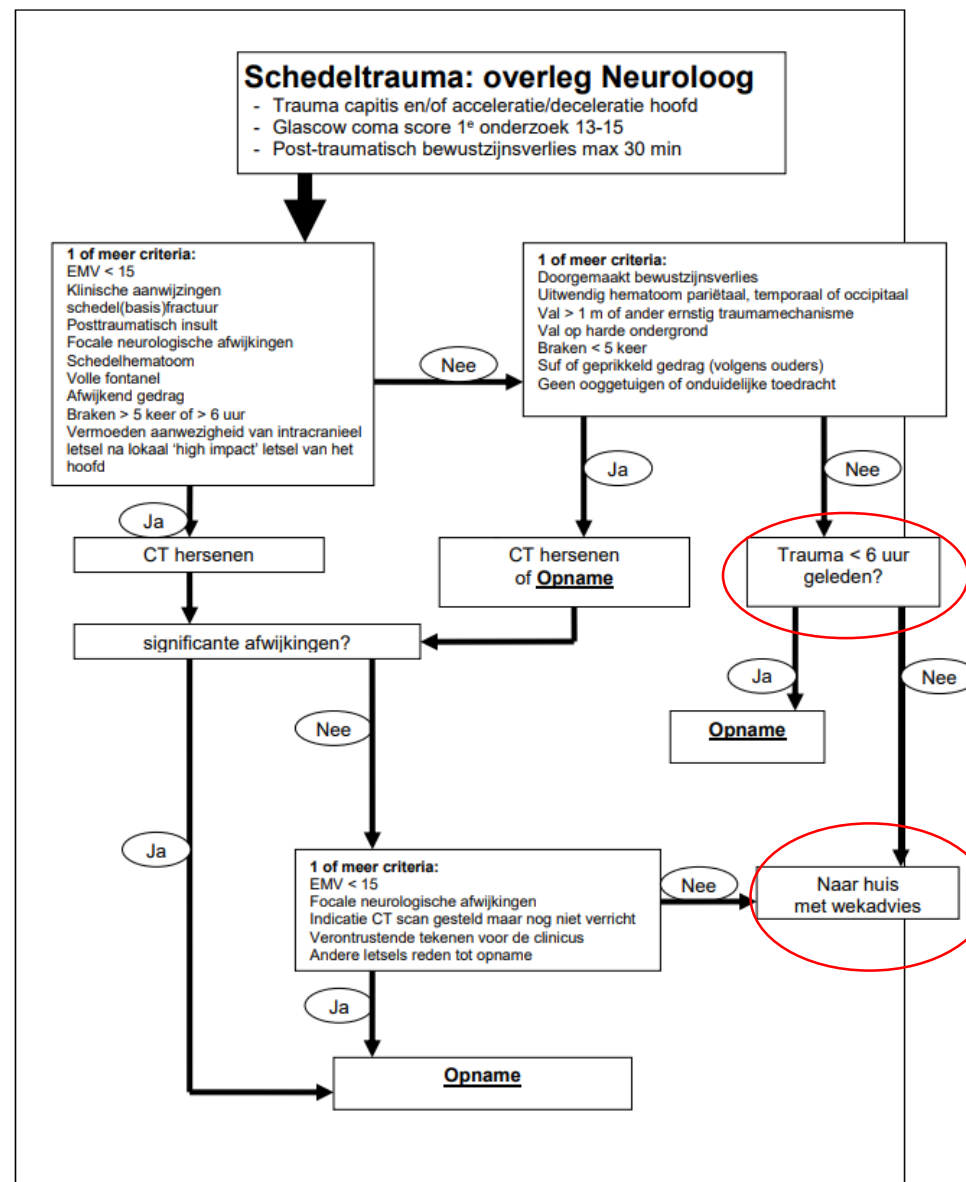 Schedeltrauma: overleg Neuroloog
- Trauma capitis en/of acceleratie/deceleratie hoofd
- Glascow coma score 1e onderzoek 13-15
- Post-traumatisch bewustzijnsverlies max 30 min
1 of meer criteria:
EMV < 15
Klinische aanwijzingen
schedel(basis)fractuur
Posttraumatisch insult
Focale neurologische afwijkingen
Schedelhematoom
Volle fontanel
Afwijkend gedrag
Braken > 5 keer of > 6 uur
Vermoeden aanwezigheid van intracranieel
letsel na lokaal ‘high impact’ letsel van het
hoofd
Nee
1 of meer criteria:
Doorgemaakt bewustzijnsverlies
Uitwendig hematoom pariëtaal, temporaal of occipitaal
Val > 1 m of ander ernstig traumamechanisme
Val op harde ondergrond
Braken < 5 keer
Suf of geprikkeld gedrag (volgens ouders)
Geen ooggetuigen of onduidelijke toedracht
Ja
Ja
Nee
CT hersenen
CT hersenen
of Opname
Trauma < 6 uur
geleden?
significante afwijkingen?
Ja
Nee
Nee
Opname
Ja
1 of meer criteria:
EMV < 15
Focale neurologische afwijkingen
Indicatie CT scan gesteld maar nog niet verricht
Verontrustende tekenen voor de clinicus
Andere letsels reden tot opname
Nee
Naar huis
met wekadvies
Ja
Opname